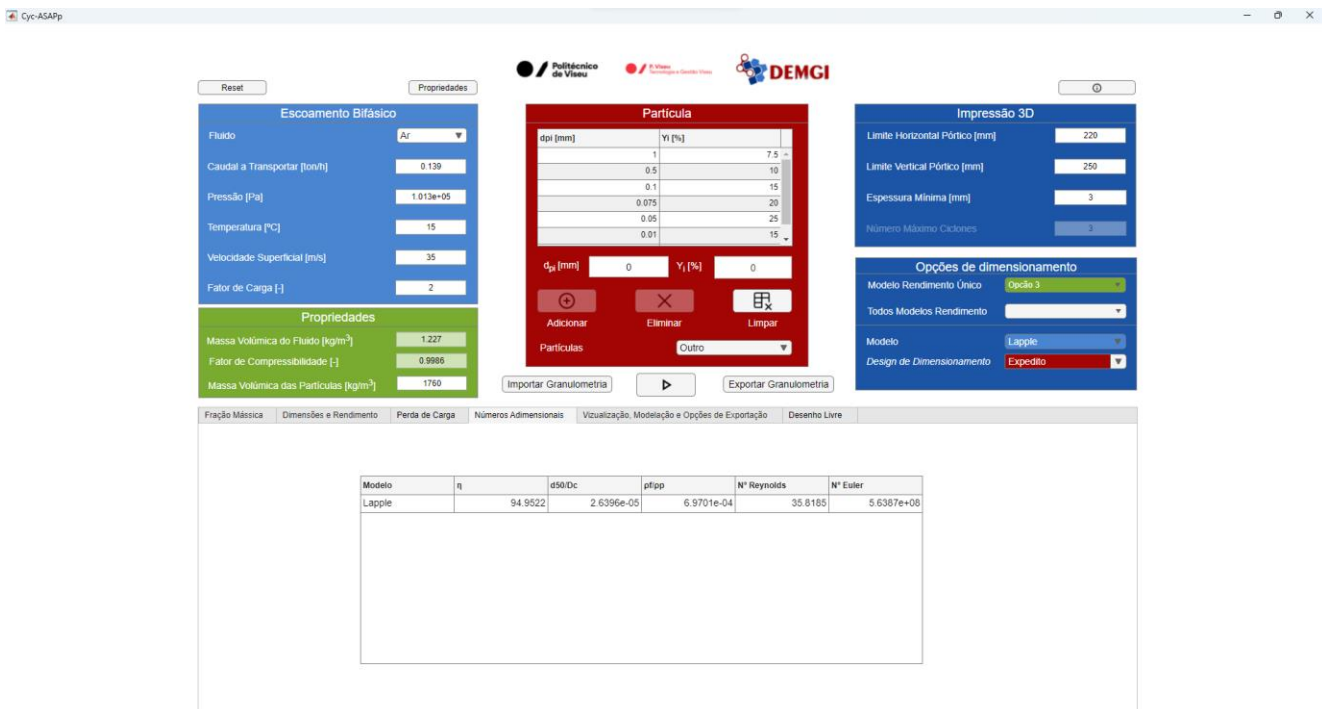 Cyc-ASAPp
Politécnico
de Viseu
P. Viseu
DEMGI
Reset
Propriedades
Escoamento Bifásico
Fluido
Ar
Caudal a Transportar [ton/h]
0.139
Pressão [Pa]
1.013e+05
Temperatura [ºC]
15
Velocidade Superficial [m/s]
35
Fator de Carga [-]
2
Propriedades
Massa Volúmica do Fluido [kg/m³]
1.227
Fator de Compressibilidade [-]
0.9986
Massa Volúmica das Partículas [kg/m³]
1760
Partícula
dpi [mm] Yi [%]
1 7.5
0.5 10
0.1 15
0.075 20
0.05 25
0.01 15
dpi [mm] 0 Yi [%] 0
Adicionar Eliminar Limpar
Partículas Outro
Importar Granulometria
Exportar Granulometria
Impressão 3D
Limite Horizontal Pórtico [mm] 220
Limite Vertical Pórtico [mm] 250
Espessura Mínima [mm] 3
Número Máximo Ciclones 3
Opções de dimensionamento
Modelo Rendimento Único Opcão 3
Todos Modelos Rendimento
Modelo Lapple
Design de Dimensionamento Expedito
Fração Mássica Dimensões e Rendimento Perda de Carga Números Adimensionais Vizualização, Modelação e Opções de Exportação Desenho Livre
Modelo η d50/Dc ρf/ρp Nº Reynolds Nº Euler
Lapple 94.9522 2.6396e-05 6.9701e-04 35.8185 5.6387e+08